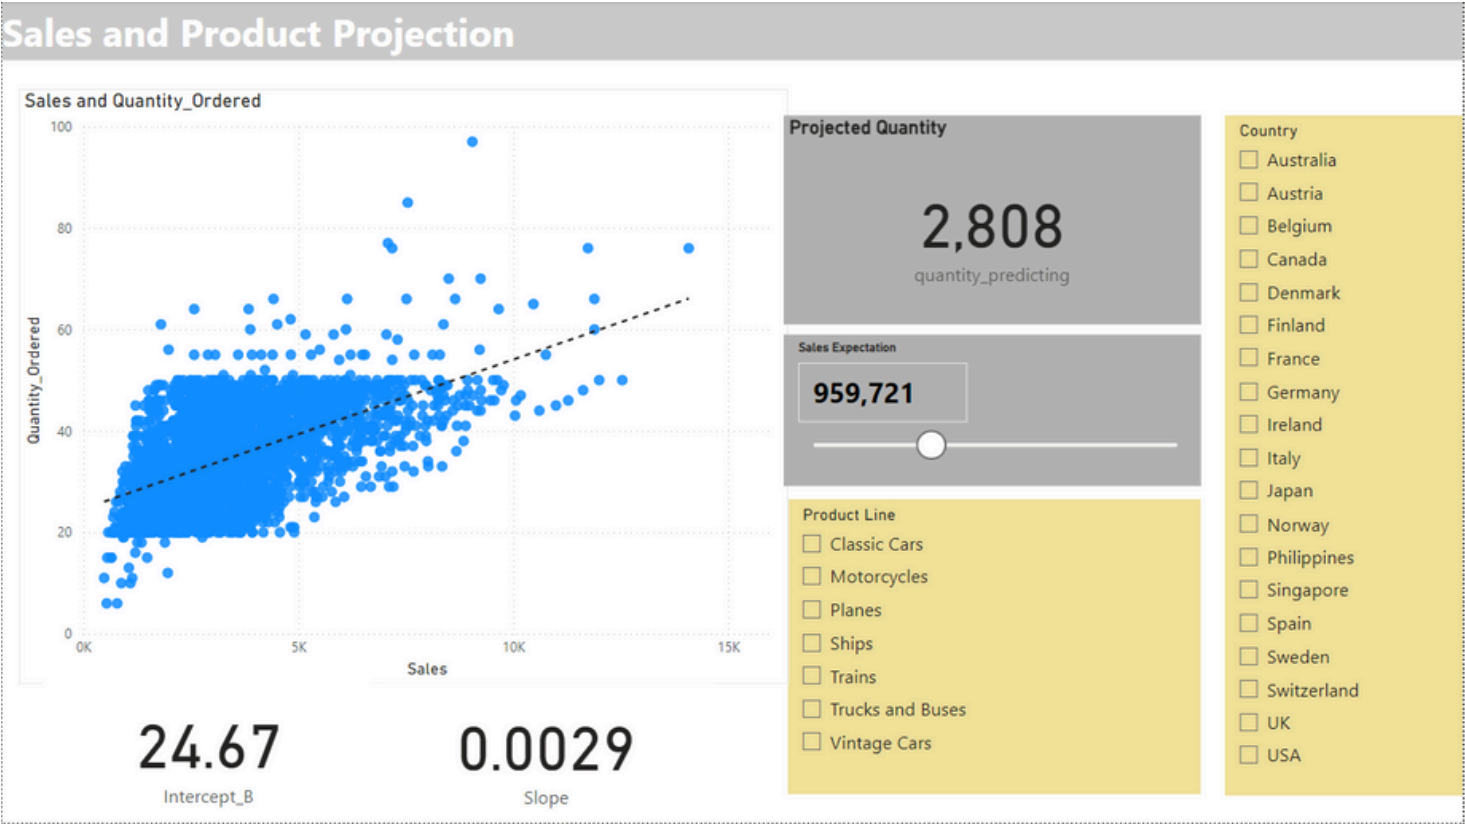 Sales and Product Projection
Sales and Quantity_Ordered
100
80
60
40
20
0
Quantity_Ordered
0K 5K 10K 15K
Sales
24.67
Intercept_B
0.0029
Slope
Projected Quantity
2,808
quantity_predicting
Sales Expectation
959,721
Product Line
Classic Cars
Motorcycles
Planes
Ships
Trains
Trucks and Buses
Vintage Cars
Country
Australia
Austria
Belgium
Canada
Denmark
Finland
France
Germany
Ireland
Italy
Japan
Norway
Philippines
Singapore
Spain
Sweden
Switzerland
UK
USA